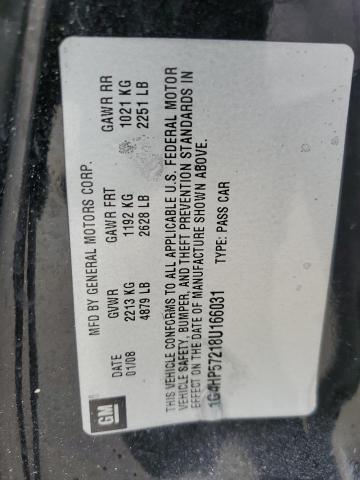 GM
MFD BY GENERAL MOTORS CORP.
DATE GVWR GAWR FRT GAWR RR
01/08 2213 KG 1192 KG 1021 KG
4879 LB 2628 LB 2251 LB
THIS VEHICLE CONFORMS TO ALL APPLICABLE U.S. FEDERAL MOTOR
VEHICLE SAFETY, BUMPER, AND THEFT PREVENTION STANDARDS IN
EFFECT ON THE DATE OF MANUFACTURE SHOWN ABOVE.
1G4HP57218U166031 TYPE: PASS CAR